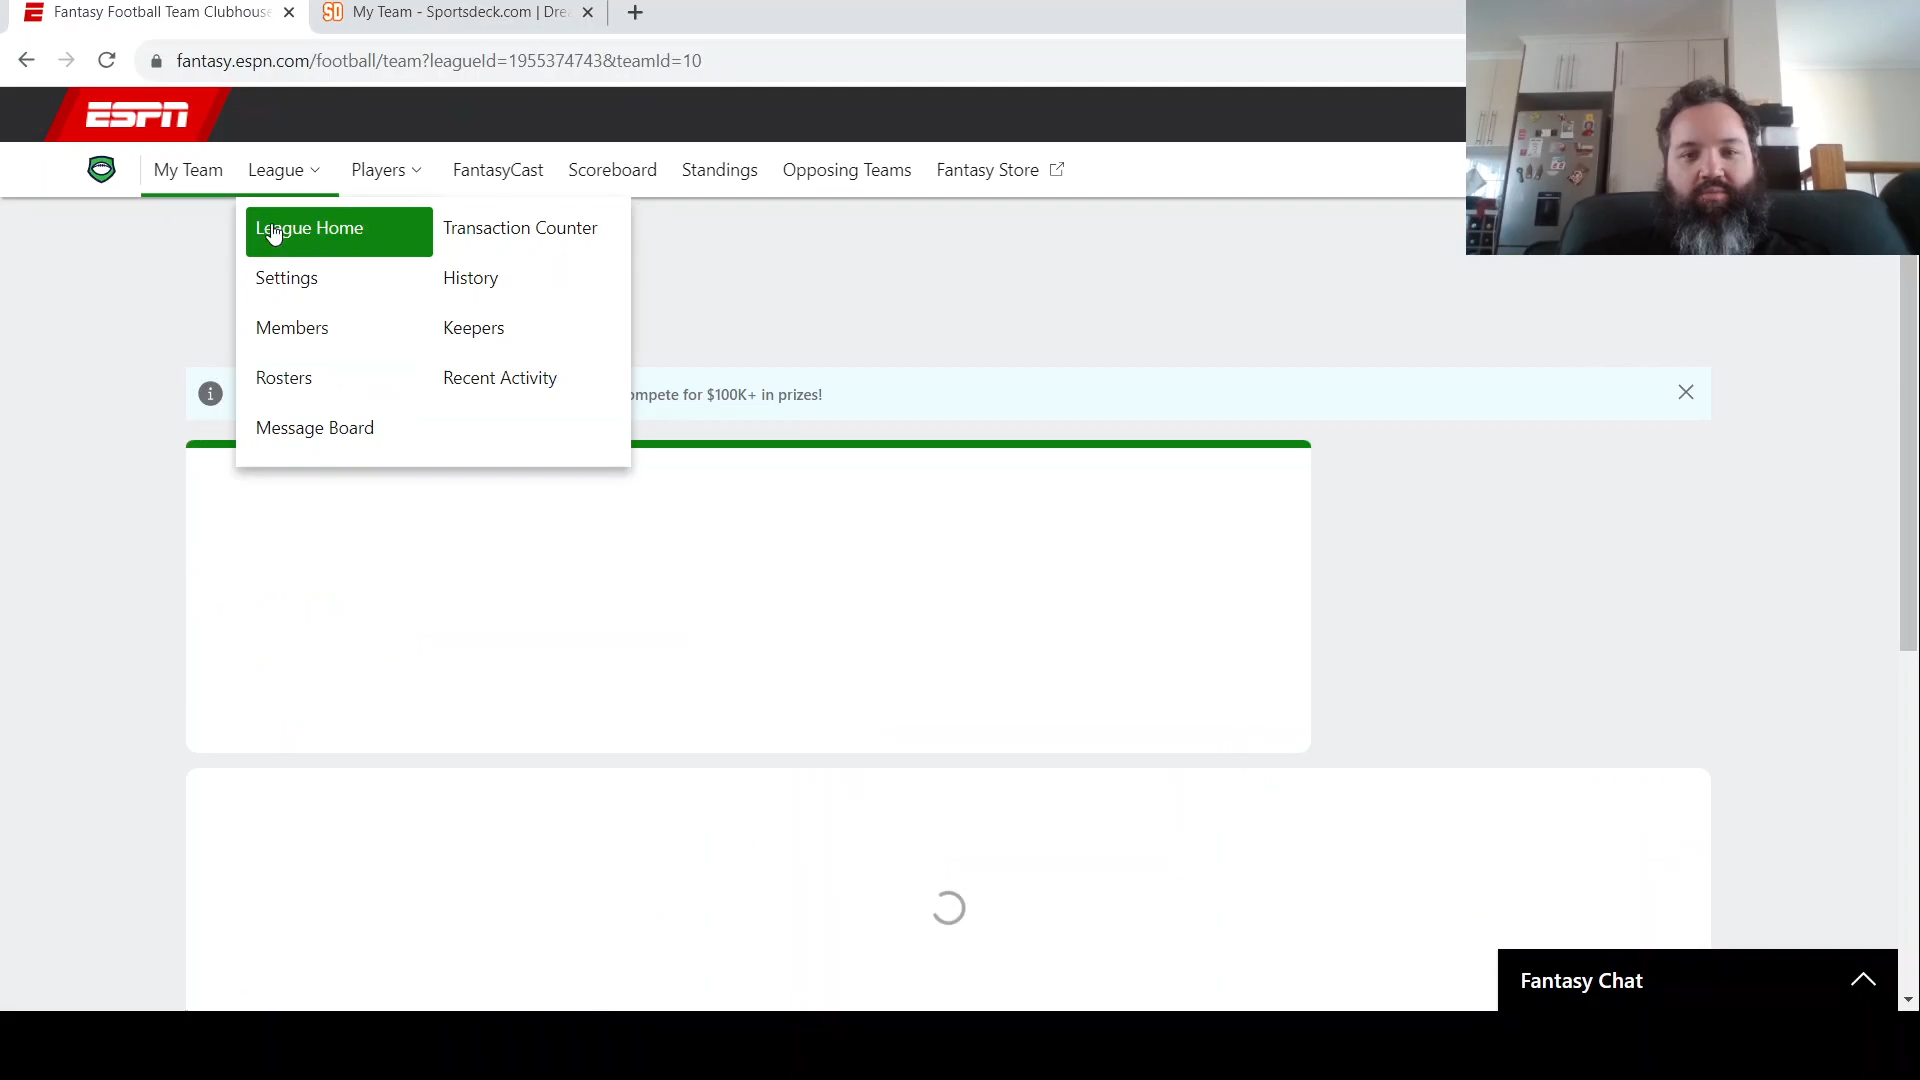 Fantasy Football Team Clubhouse
My Team - Sportsdeck.com | Dre
fantasy.espn.com/football/team?leagueId=1955374743&teamId=10
ESPN
My Team League Players FantasyCast Scoreboard Standings Opposing Teams Fantasy Store
League Home Transaction Counter
Settings History
Members Keepers
Rosters Recent Activity
ompete for $100K+ in prizes!
Message Board
Fantasy Chat